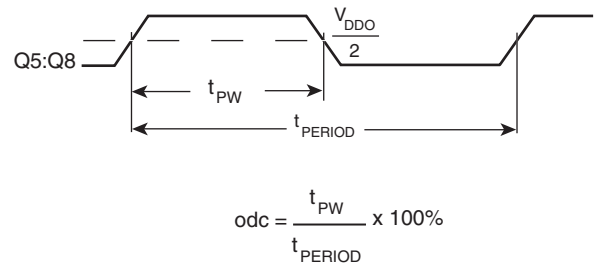 V_DDO
2
Q5:Q8
t_PW
t_PERIOD
odc = t_PW / t_PERIOD x 100%